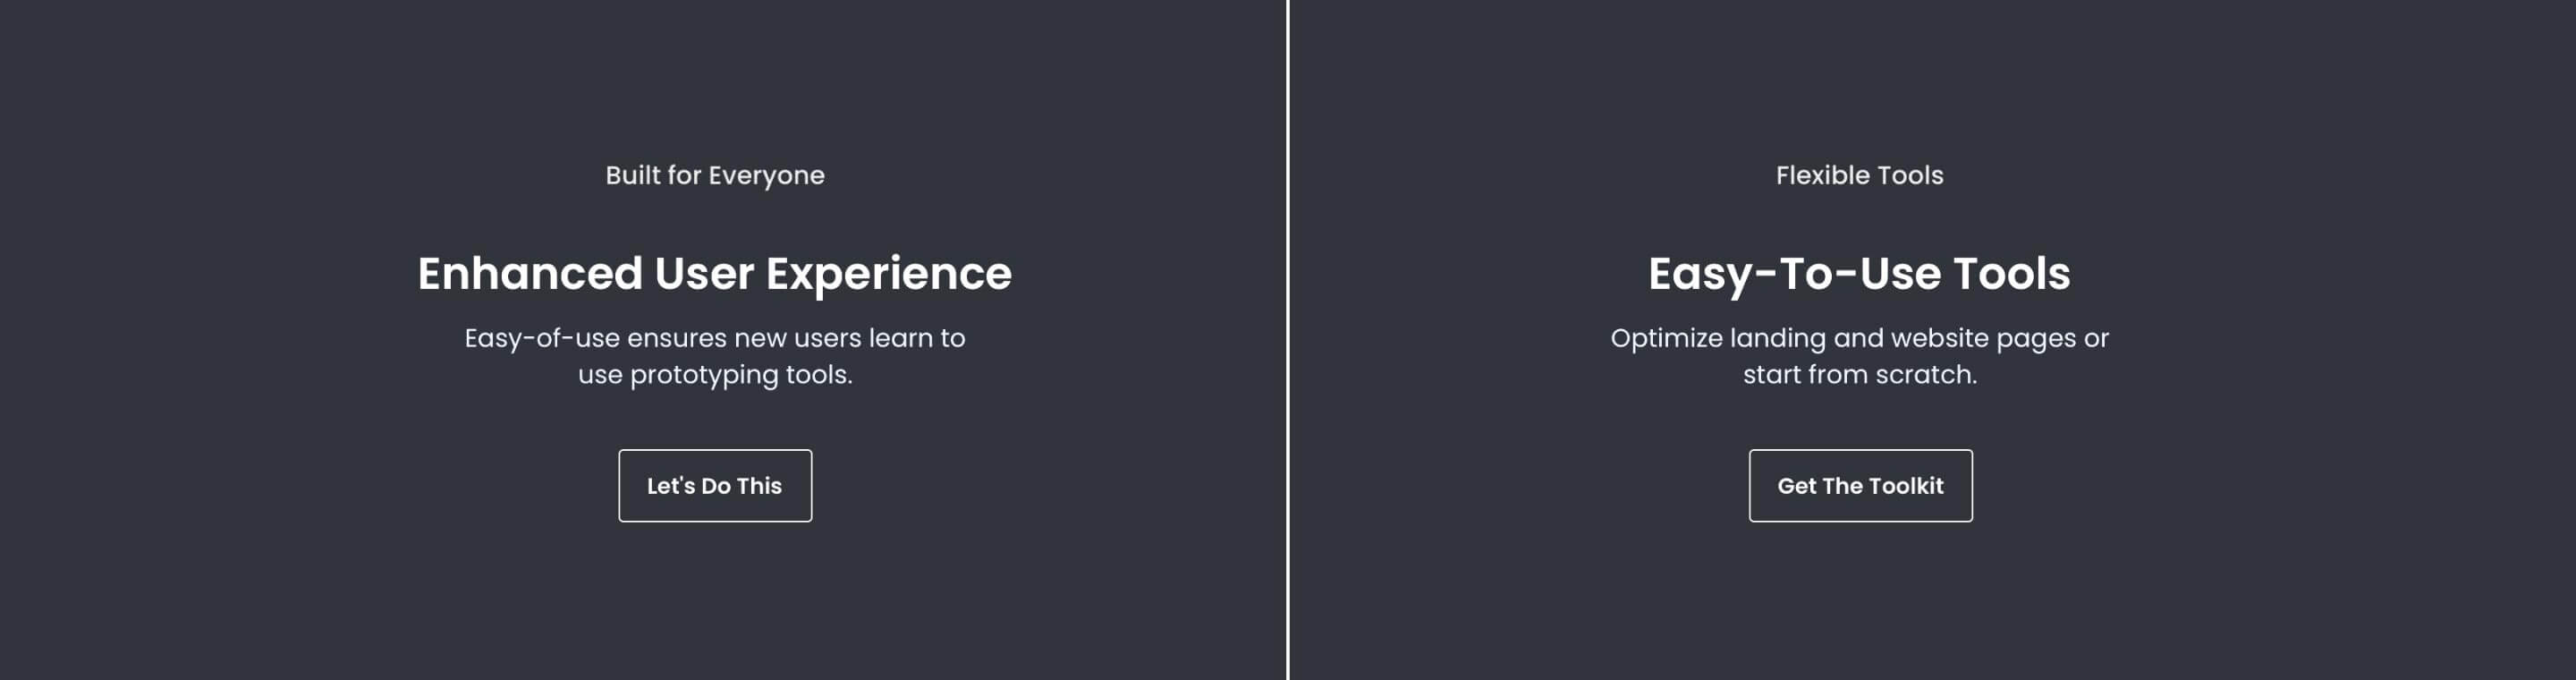 Built for Everyone
Enhanced User Experience
Easy-of-use ensures new users learn to
use prototyping tools.
Let's Do This
Flexible Tools
Easy-To-Use Tools
Optimize landing and website pages or
start from scratch.
Get The Toolkit